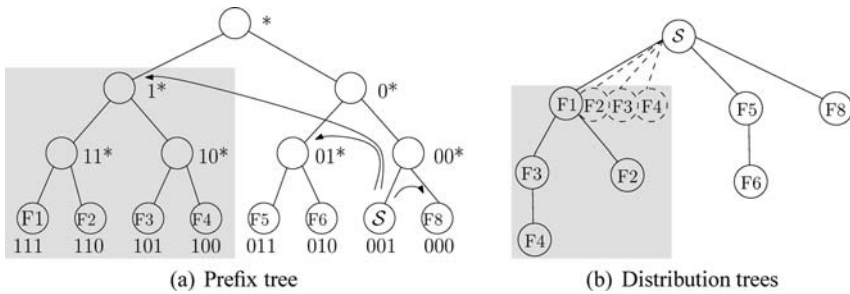 *
S
1*
0*
F1 F2 F3 F4
F5
F8
11*
10*
01*
00*
F3
F2
F6
F1 F2 F3 F4 F5 F6 S F8
F4
111 110 101 100 011 010 001 000
(a) Prefix tree
(b) Distribution trees